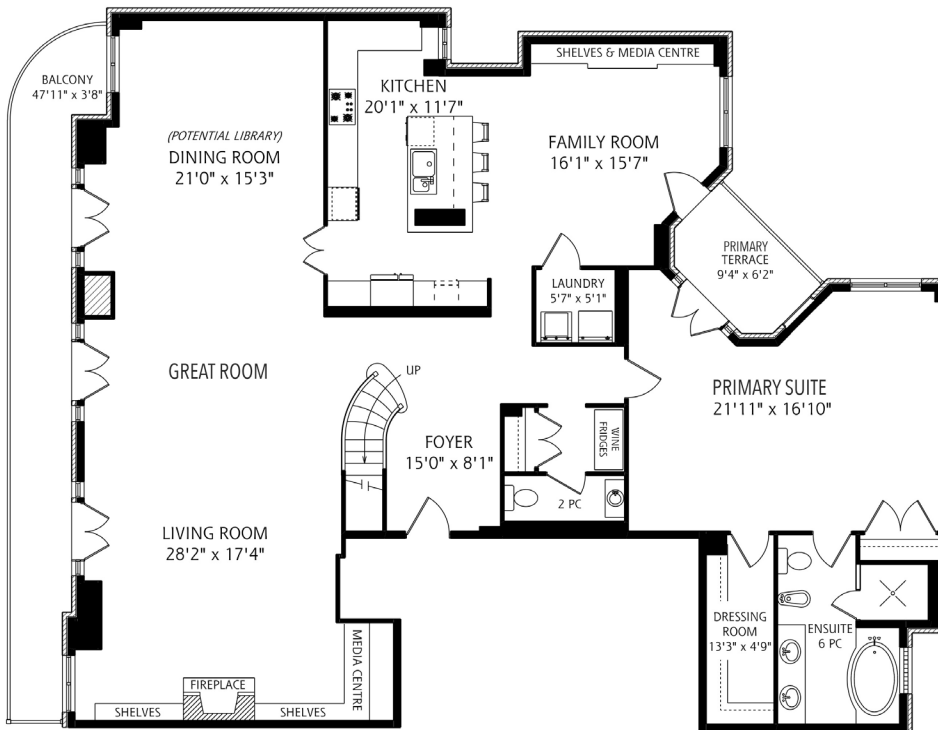 SHELVES & MEDIA CENTRE
BALCONY
47'11" x 3'8"
KITCHEN
20'1" x 11'7"
(POTENTIAL LIBRARY)
DINING ROOM
21'0" x 15'3"
FAMILY ROOM
16'1" x 15'7"
PRIMARY
TERRACE
9'4" x 6'2"
LAUNDRY
5'7" x 5'1"
GREAT ROOM
UP
PRIMARY SUITE
21'11" x 16'10"
FOYER
15'0" x 8'1"
WINE
FRIDGES
2 PC
LIVING ROOM
28'2" x 17'4"
DRESSING
ROOM
13'3" x 4'9"
ENSUITE
6 PC
MEDIA CENTRE
FIREPLACE
SHELVES
SHELVES